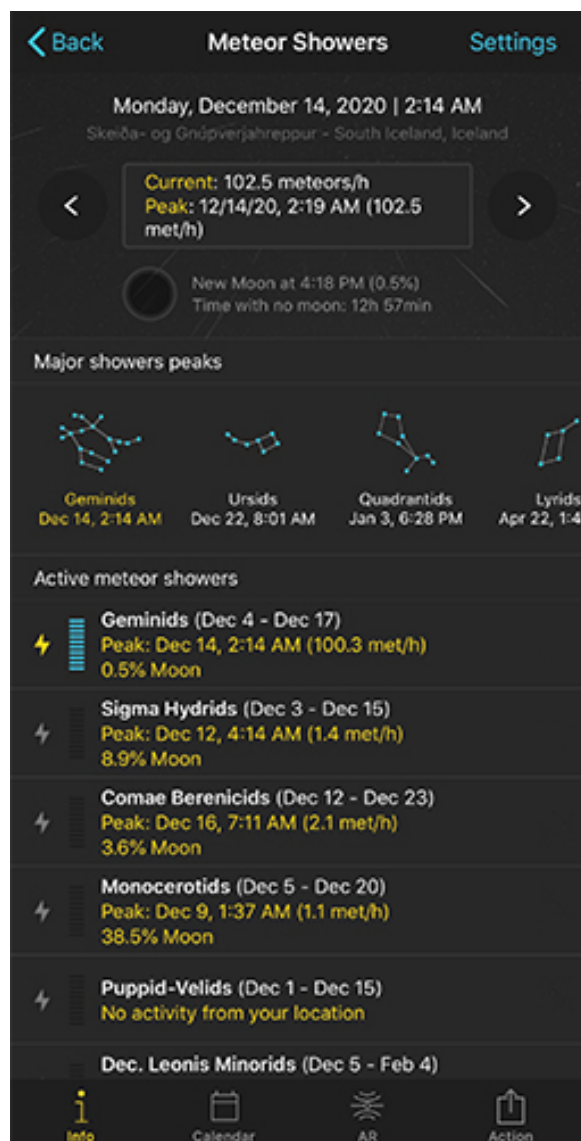 Back Meteor Showers Settings
Monday, December 14, 2020 | 2:14 AM
Skeiða- og Gnúpverjahreppur - South Iceland, Iceland
Current: 102.5 meteors/h
Peak: 12/14/20, 2:19 AM (102.5
met/h)
New Moon at 4:18 PM (0.5%)
Time with no moon: 12h 57min
Major showers peaks
Geminids Ursids Quadrantids Lyrids
Dec 14, 2:14 AM Dec 22, 8:01 AM Jan 3, 6:28 PM Apr 22, 1:4
Active meteor showers
Geminids (Dec 4 - Dec 17)
Peak: Dec 14, 2:14 AM (100.3 met/h)
0.5% Moon
Sigma Hydrids (Dec 3 - Dec 15)
Peak: Dec 12, 4:14 AM (1.4 met/h)
8.9% Moon
Comae Berenicids (Dec 12 - Dec 23)
Peak: Dec 16, 7:11 AM (2.1 met/h)
3.6% Moon
Monocerotids (Dec 5 - Dec 20)
Peak: Dec 9, 1:37 AM (1.1 met/h)
38.5% Moon
Puppid-Velids (Dec 1 - Dec 15)
No activity from your location
Dec. Leonis Minorids (Dec 5 - Feb 4)
Info Calendar AR Action